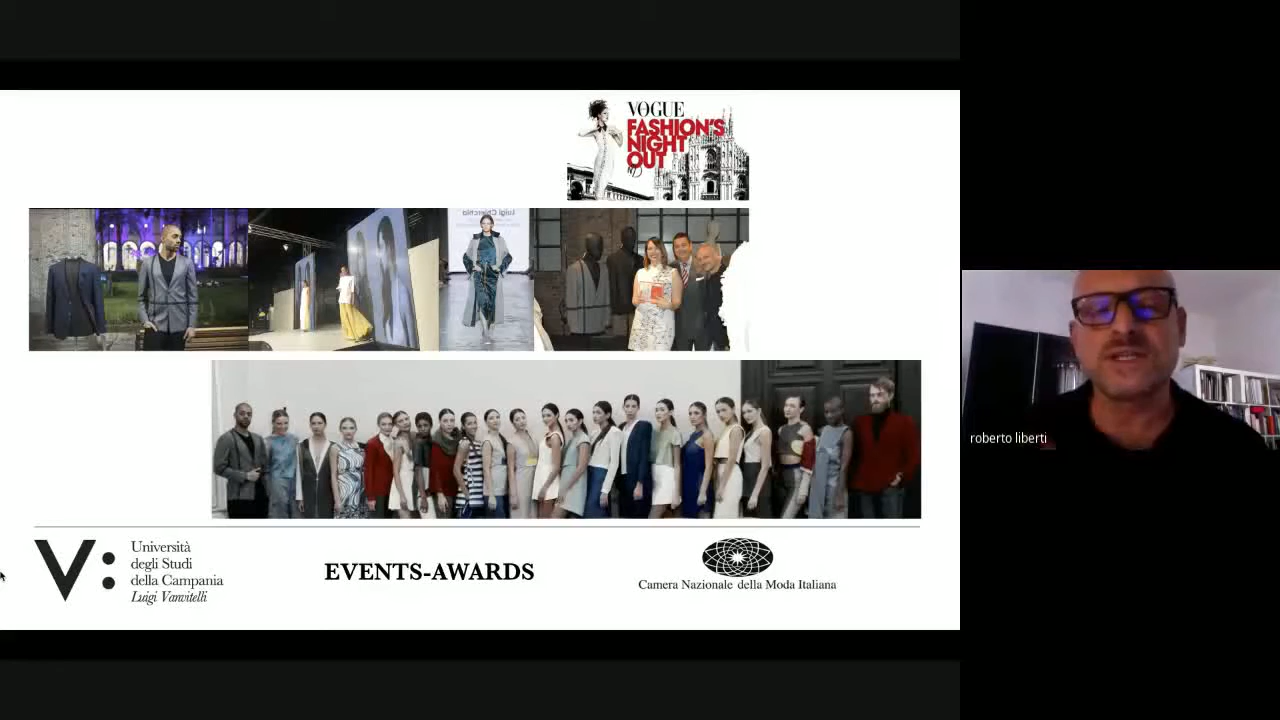 VOGUE
FASHION'S
NIGHT
OUT
Luigi Chierchia
roberto liberti
Università
degli Studi
della Campania
Luigi Vanvitelli
EVENTS-AWARDS
Camera Nazionale della Moda Italiana